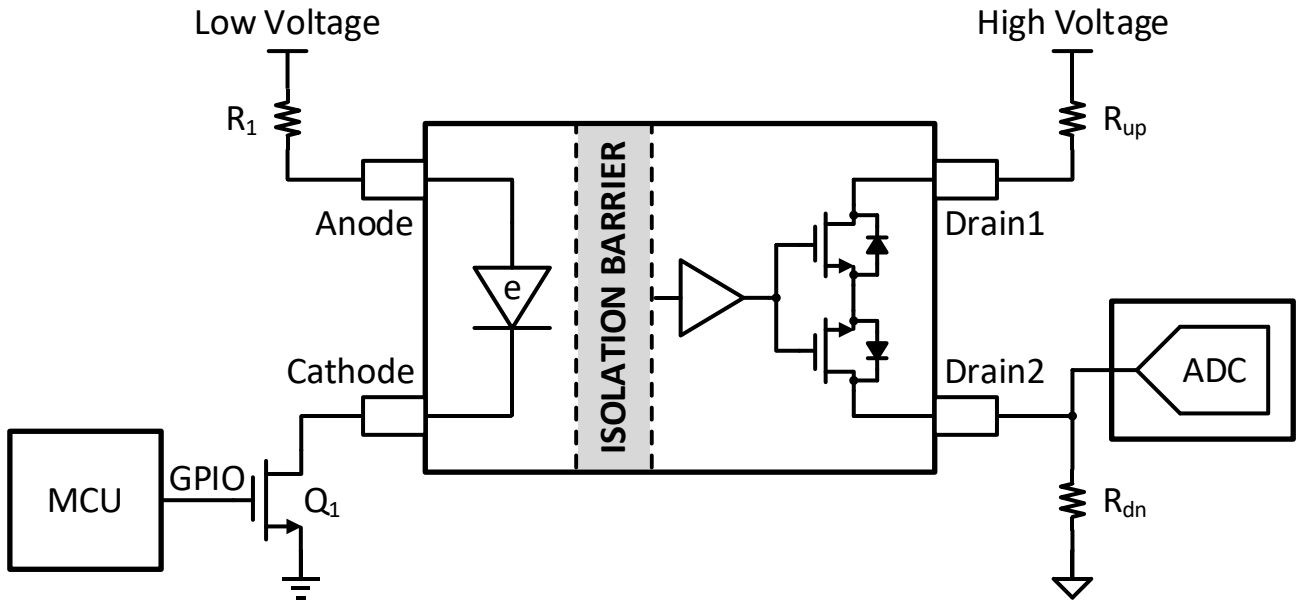 Low Voltage
High Voltage
R1
Rup
Anode
ISOLATION BARRIER
Drain1
e
Cathode
Drain2
ADC
MCU
GPIO
Q1
Rdn